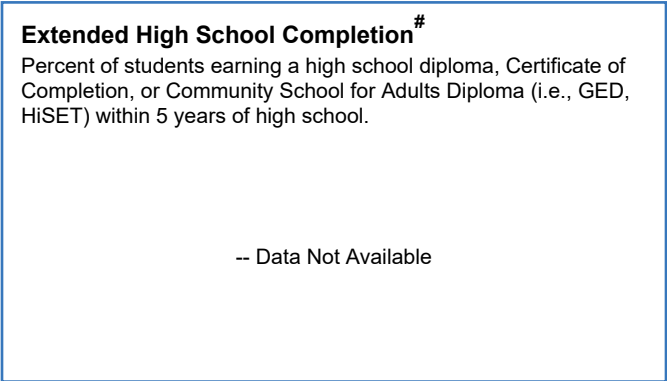 Extended High School Completion#
Percent of students earning a high school diploma, Certificate of
Completion, or Community School for Adults Diploma (i.e., GED,
HiSET) within 5 years of high school.
-- Data Not Available